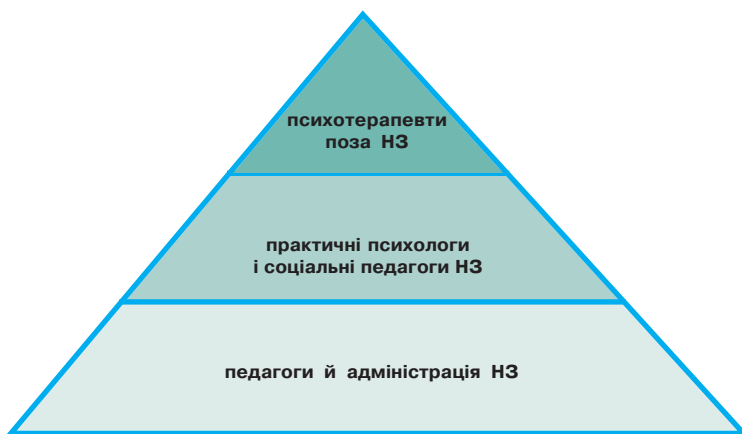 психотерапевти
поза НЗ
практичні психологи
і соціальні педагоги НЗ
педагоги й адміністрація НЗ